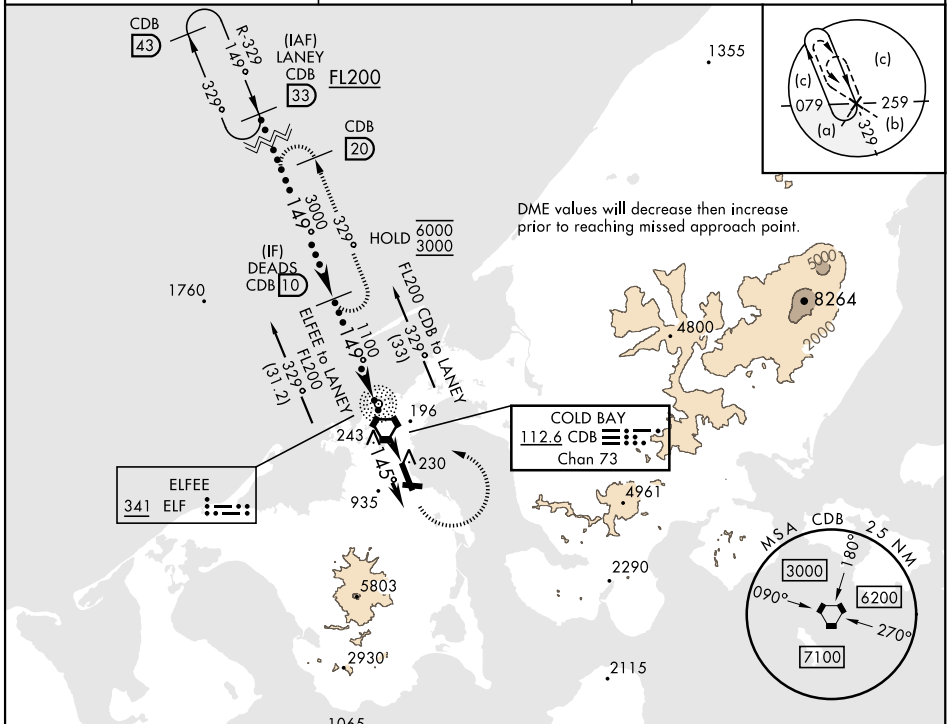 CDB
43
R-329
149°
329°
(IAF)
LANEY
CDB
33
FL200
CDB
20
3000
149°
329°
HOLD
6000
3000
(IF)
DEADS
CDB 10
1760
1355
(c)
(c)
079
259
(a)
(b)
329
DME values will decrease then increase
prior to reaching missed approach point.
5000
8264
2000
4800
ELFEE to LANEY
FL200
329°
(31.2)
1100
149°
FL200 CDB to LANEY
329°
(33)
196
243
145°
230
935
COLD BAY
112.6 CDB
Chan 73
ELFEE
341 ELF
4961
2290
5803
2930
2115
1065
MSA CDB 25 NM
180°
3000
090°
6200
270°
7100